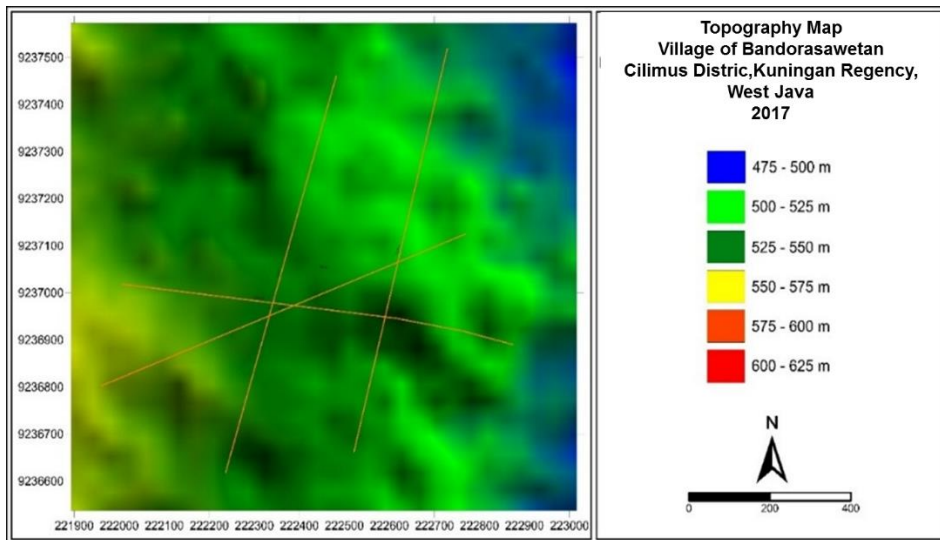 Topography Map
Village of Bandorasawetan
Cilimus Distric,Kuningan Regency,
West Java
2017
475 - 500 m
500 - 525 m
525 - 550 m
550 - 575 m
575 - 600 m
600 - 625 m
N
0 200 400
9237500
9237400
9237300
9237200
9237100
9237000
9236900
9236800
9236700
9236600
221900 222000 222100 222200 222300 222400 222500 222600 222700 222800 222900 223000